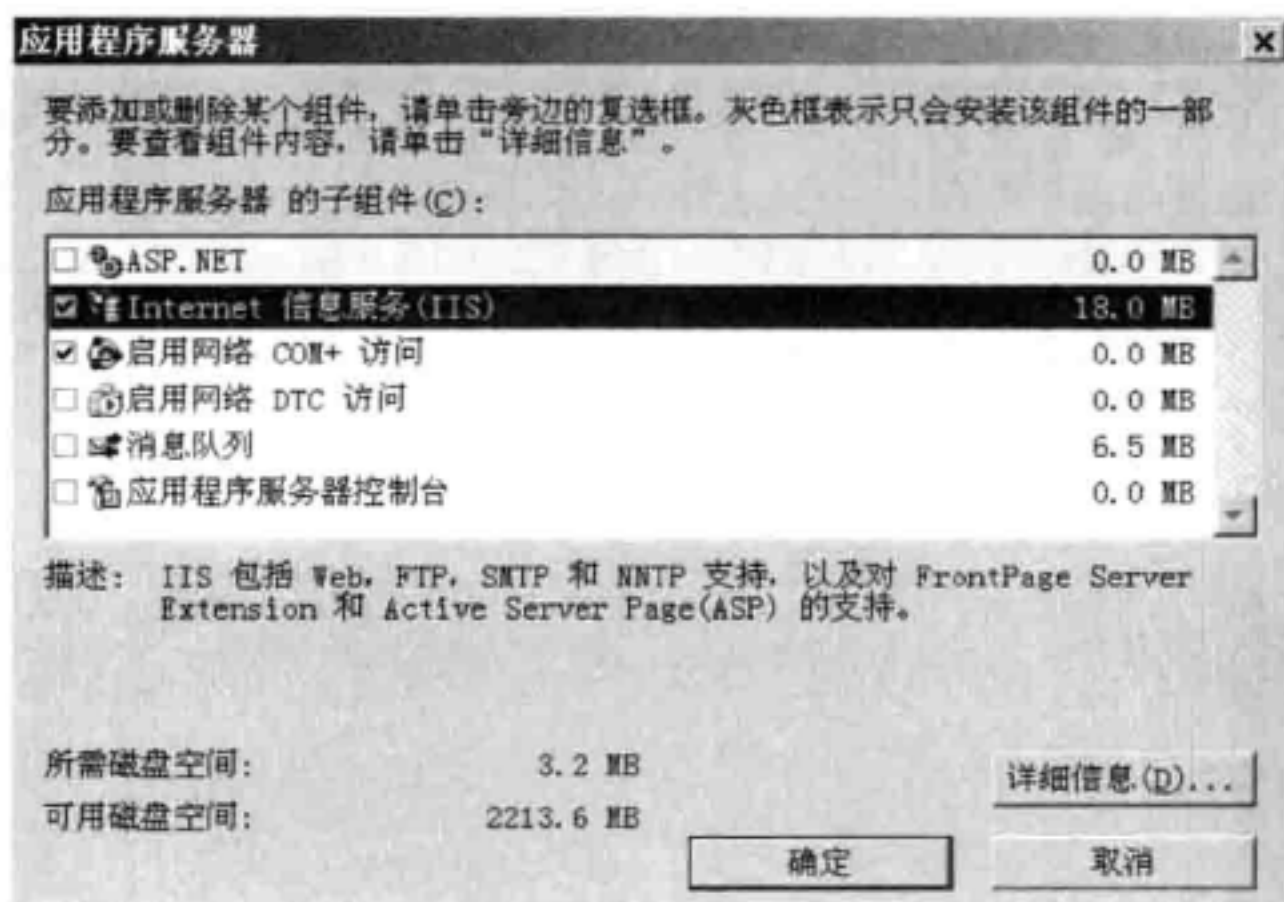 应用程序服务器
要添加或删除某个组件，请单击旁边的复选框。灰色框表示只会安装该组件的一部
分。要查看组件内容，请单击“详细信息”。
应用程序服务器 的子组件(C)：
ASP.NET 0.0 MB
Internet 信息服务(IIS) 18.0 MB
启用网络 COM+ 访问 0.0 MB
启用网络 DTC 访问 0.0 MB
消息队列 6.5 MB
应用程序服务器控制台 0.0 MB
描述： IIS 包括 Web，FTP，SMTP 和 NNTP 支持，以及对 FrontPage Server
Extension 和 Active Server Page(ASP) 的支持。
所需磁盘空间： 3.2 MB
详细信息(D)...
可用磁盘空间： 2213.6 MB
确定 取消